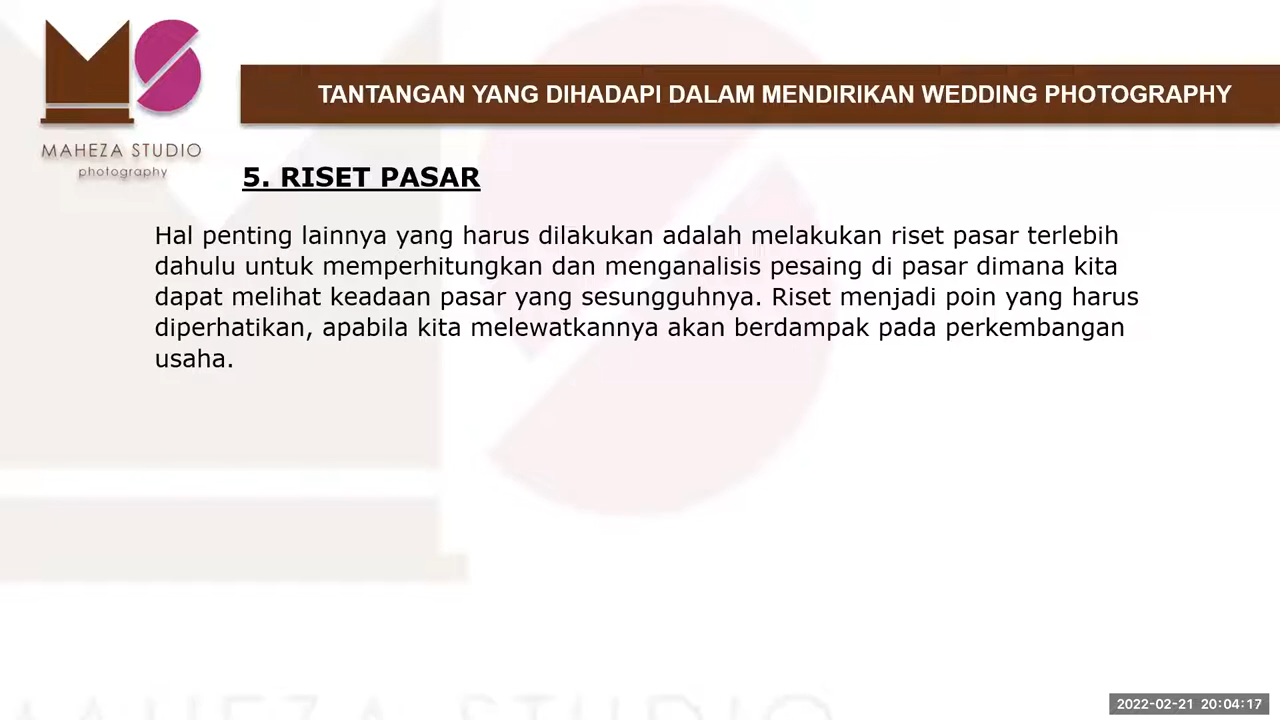 MAHEZA STUDIO
photography
TANTANGAN YANG DIHADAPI DALAM MENDIRIKAN WEDDING PHOTOGRAPHY
5. RISET PASAR
Hal penting lainnya yang harus dilakukan adalah melakukan riset pasar terlebih
dahulu untuk memperhitungkan dan menganalisis pesaing di pasar dimana kita
dapat melihat keadaan pasar yang sesungguhnya. Riset menjadi poin yang harus
diperhatikan, apabila kita melewatkannya akan berdampak pada perkembangan
usaha.
MAHEZA STUDIO
2022-02-21 20:04:17